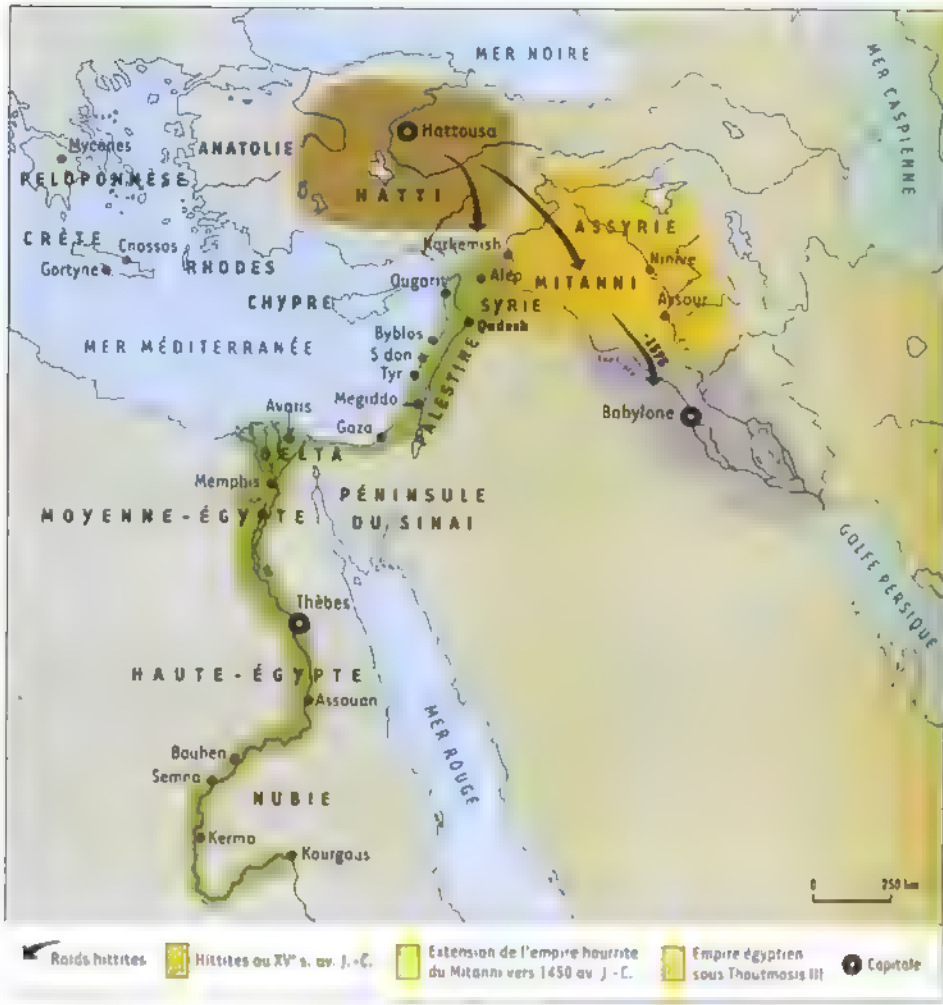 MER NOIRE
MER CASPIENNE
Hattousa
Mycènes
ANATOLIE
PELOPONNÈSE
HATTI
ASSYRIE
CRÈTE
Cnossos
Karkemish
Ninive
Gortyne
RHODES
Alep
MITANNI
Ougarit
CHYPRE
SYRIE
Assour
Qadesh
Byblos
MER MÉDITERRANÉE
S don
PALESTINE
Tyr
Megiddo
Babylone
Avaris
Gaza
DELTA
Memphis
PÉNINSULE
DU SINAI
MOYENNE-ÉGYPTE
GOLFE PERSIQUE
Thèbes
HAUTE-ÉGYPTE
Assouan
MER ROUGE
Bouhen
Semna
NUBIE
Kerma
Kourgous
0 250 km
Raids hittites
Hittites au XVe s. av. J.-C.
Extension de l'empire hourrite
du Mitanni vers 1450 av J -C.
Empire égyptien
sous Thoutmosis III
Capitale